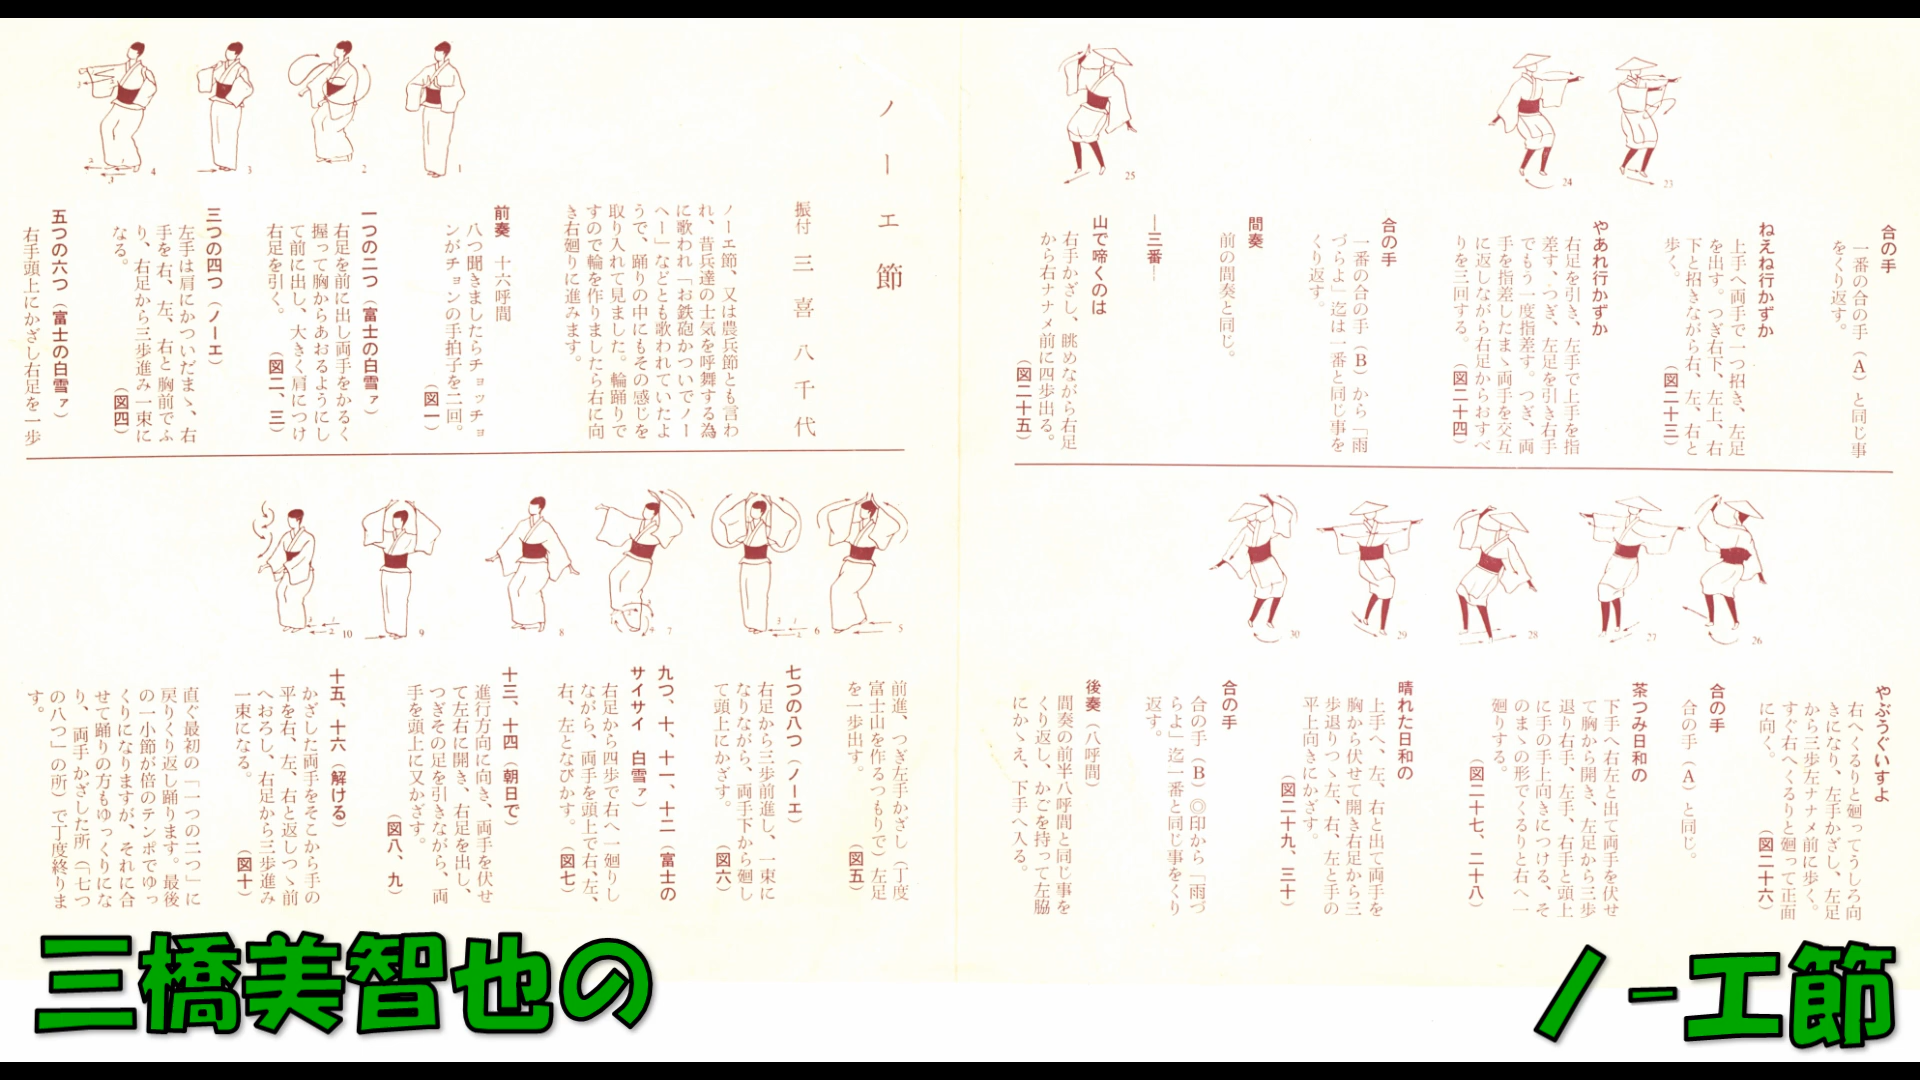 合の手
一番の合の手（A）と同じ事
をくり返す。
ねえね行かずか
上手へ両手で一つ招き、左足
を出す。つぎ右下、左上、右
下と招きながら右、左、右と
歩く。
（図二十三）
やあれ行かずか
右足を引き、左手で上手を指
差す、つぎ、左足を引き右手
でもう一度指差す。つぎ、両
手を指差したまゝ両手を交互
に返しながら右足からおすべ
りを三回する。
（図二十四）
合の手
一番の合の手（B）から「雨
づらよ」迄は一番と同じ事を
くり返す。
間奏
前の間奏と同じ。
―三番―
山で啼くのは
右手かざし、眺めながら右足
から右ナナメ前に四歩出る。
（図二十五）
23
24
25
やぶうぐいすよ
右へくるりと廻ってうしろ向
きになり、左手かざし、左足
から三歩左ナナメ前に歩く。
すぐ右へくるりと廻って正面
に向く。
（図二十六）
合の手
合の手（A）と同じ。
茶つみ日和の
下手へ右左と出て両手を伏せ
て胸から開き、左足から三歩
退り右手、左手、右手と頭上
に手の手上向きにつける、そ
のまゝの形でくるりと右へ一
廻りする。
（図二十七、二十八）
晴れた日和の
上手へ、左、右と出て両手を
胸から伏せて開き右足から三
歩退りつゝ左、右、左と手の
平上向きにかざす。
（図二十九、三十）
合の手
合の手（B）◎印から「雨づ
らよ」迄一番と同じ事をくり
返す。
後奏（八呼間）
間奏の前半八呼間と同じ事を
くり返し、かごを持って左脇
にかゝえ、下手へ入る。
26
27
28
29
30
ノーエ節
振付 三喜八千代
ノーエ節、又は農兵節とも言わ
れ、昔兵達の士気を呼舞する為
に歌われ「お鉄砲かついでノー
ヘー」などとも歌われていたよ
うで、踊りの中にもその感じを
取り入れて見ました。輪踊りで
すので輪を作りましたら右に向
き右廻りに進みます。
前奏 十六呼間
八つ聞きましたらチョッチョ
ンがチョンの手拍子を二回。
（図一）
一つの二つ（富士の白雪ァ）
右足を前に出し両手をかるく
握って胸からあおるようにし
て前に出し、大きく肩につけ
右足を引く。
（図二、三）
三つの四つ（ノーエ）
左手は肩にかついだまゝ、右
手を右、左、右と胸前でふ
り、右足から三歩進み一束に
なる。
（図四）
五つの六つ（富士の白雪ァ）
右手頭上にかざし右足を一歩
1
2
3
4
前進、つぎ左手かざし（丁度
富士山を作るつもりで）左足
を一歩出す。
（図五）
七つの八つ（ノーエ）
右足から三歩前進し、一束に
なりながら、両手下から廻し
て頭上にかざす。
（図六）
九つ、十、十一、十二（富士の
サイサイ 白雪ァ）
右足から四歩で右へ一廻りし
ながら、両手を頭上で右、左、
右、左となびかす。
（図七）
十三、十四（朝日で）
進行方向に向き、両手を伏せ
て左右に開き、右足を出し、
つぎその足を引きながら、両
手を頭上に又かざす。
（図八、九）
十五、十六（解ける）
かざした両手をそこから手の
平を右、左、右と返しつゝ前
へおろし、右足から三歩進み
一束になる。
（図十）
直ぐ最初の「一つの二つ」に
戻りくり返し踊ります。最後
の一小節が倍のテンポでゆっ
くりになりますが、それに合
せて踊りの方もゆっくりにな
り、両手かざした所（「七つ
の八つ」の所）で丁度終りま
す。
5
6
7
8
9
10
三橋美智也の
ノーエ節